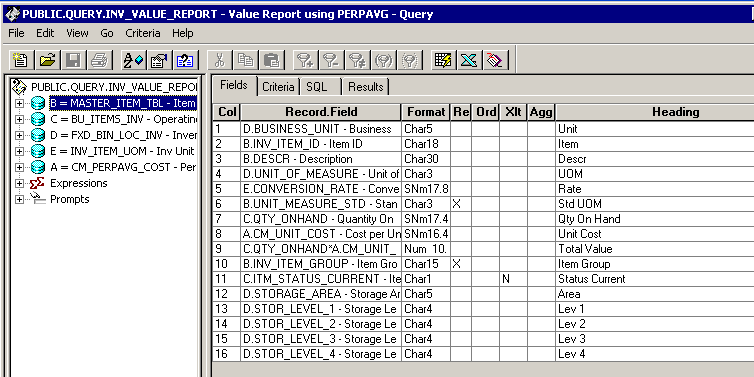 PUBLIC.QUERY.INV_VALUE_REPORT - Value Report using PERPAVG - Query
File Edit View Go Criteria Help
PUBLIC.QUERY.INV_VALUE_REPO
B = MASTER_ITEM_TBL - Item
C = BU_ITEMS_INV - Operatin
D = FXD_BIN_LOC_INV - Inver
E = INV_ITEM_UOM - Inv Unit
A = CM_PERPAVG_COST - Per
Expressions
Prompts
Fields Criteria SQL Results
Col Record.Field Format Re Ord Xlt Agg Heading
1 D.BUSINESS_UNIT - Business Char5 Unit
2 B.INV_ITEM_ID - Item ID Char18 Item
3 B.DESCR - Description Char30 Descr
4 D.UNIT_OF_MEASURE - Unit of Char3 UOM
5 E.CONVERSION_RATE - Conve SNm17.8 Rate
6 B.UNIT_MEASURE_STD - Stan Char3 X Std UOM
7 C.QTY_ONHAND - Quantity On SNm17.4 Qty On Hand
8 A.CM_UNIT_COST - Cost per Un SNm16.4 Unit Cost
9 C.QTY_ONHAND*A.CM_UNIT_ Num 10. Total Value
10 B.INV_ITEM_GROUP - Item Gro Char15 X Item Group
11 C.ITM_STATUS_CURRENT - Ite Char1 N Status Current
12 D.STORAGE_AREA - Storage Ar Char5 Area
13 D.STOR_LEVEL_1 - Storage Le Char4 Lev 1
14 D.STOR_LEVEL_2 - Storage Le Char4 Lev 2
15 D.STOR_LEVEL_3 - Storage Le Char4 Lev 3
16 D.STOR_LEVEL_4 - Storage Le Char4 Lev 4